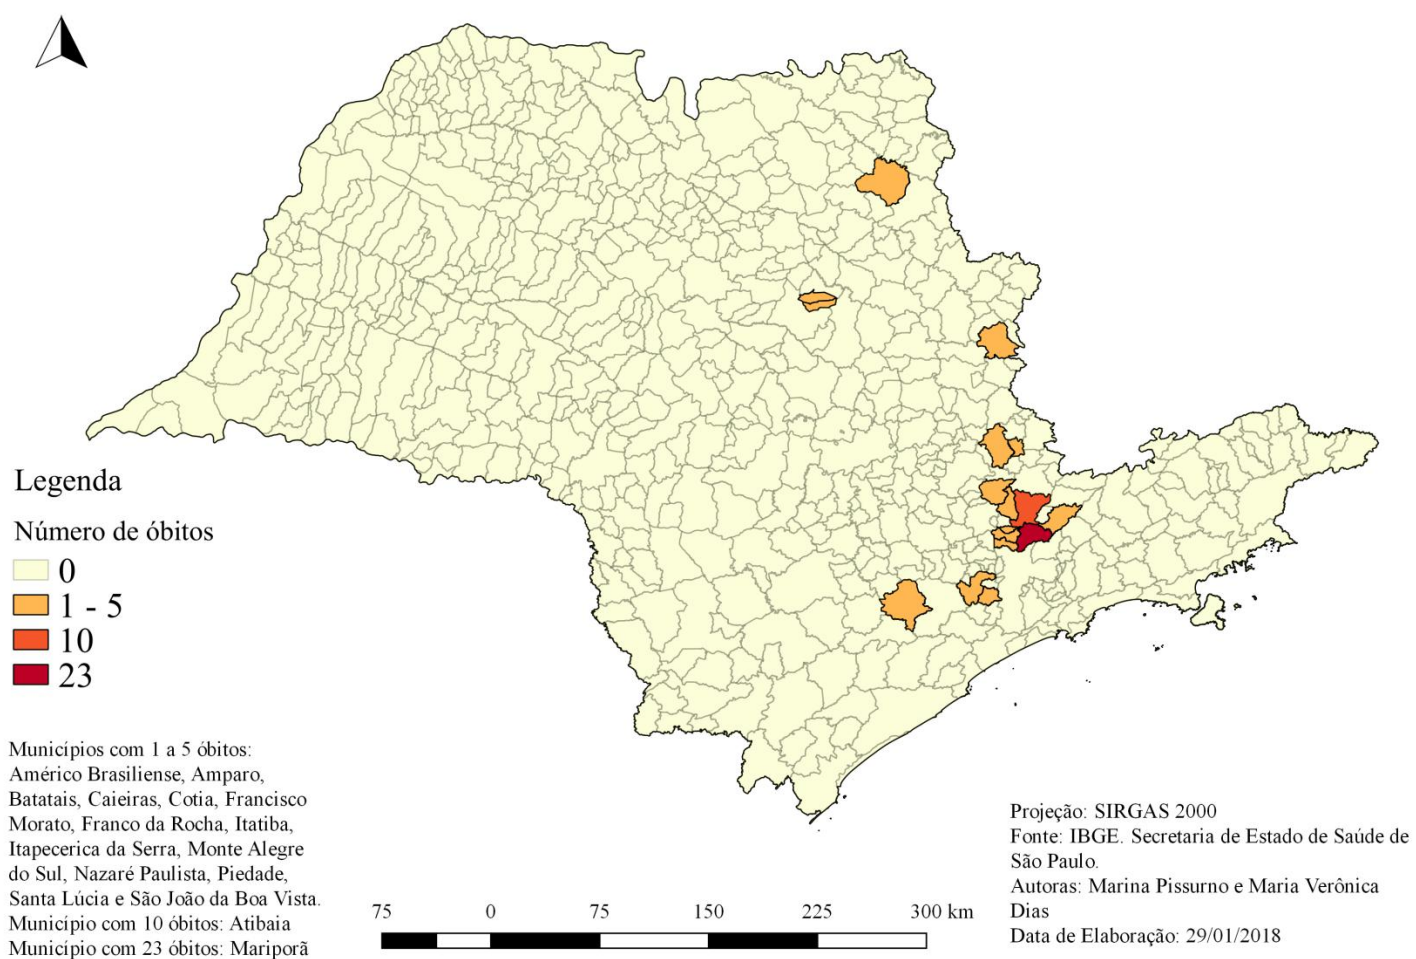 Legenda
Número de óbitos
0
1 - 5
10
23
Municípios com 1 a 5 óbitos:
Américo Brasiliense, Amparo,
Batatais, Caieiras, Cotia, Francisco
Morato, Franco da Rocha, Itatiba,
Itapecerica da Serra, Monte Alegre
do Sul, Nazaré Paulista, Piedade,
Santa Lúcia e São João da Boa Vista.
Município com 10 óbitos: Atibaia
Município com 23 óbitos: Mariporã
75 0 75 150 225 300 km
Projeção: SIRGAS 2000
Fonte: IBGE. Secretaria de Estado de Saúde de
São Paulo.
Autoras: Marina Pissurno e Maria Verônica
Dias
Data de Elaboração: 29/01/2018